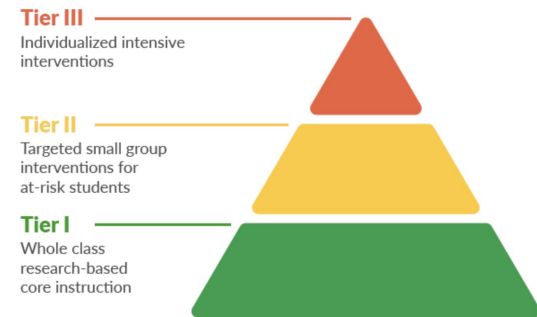 Tier III
Individualized intensive
interventions
Tier II
Targeted small group
interventions for
at-risk students
Tier I
Whole class
research-based
core instruction